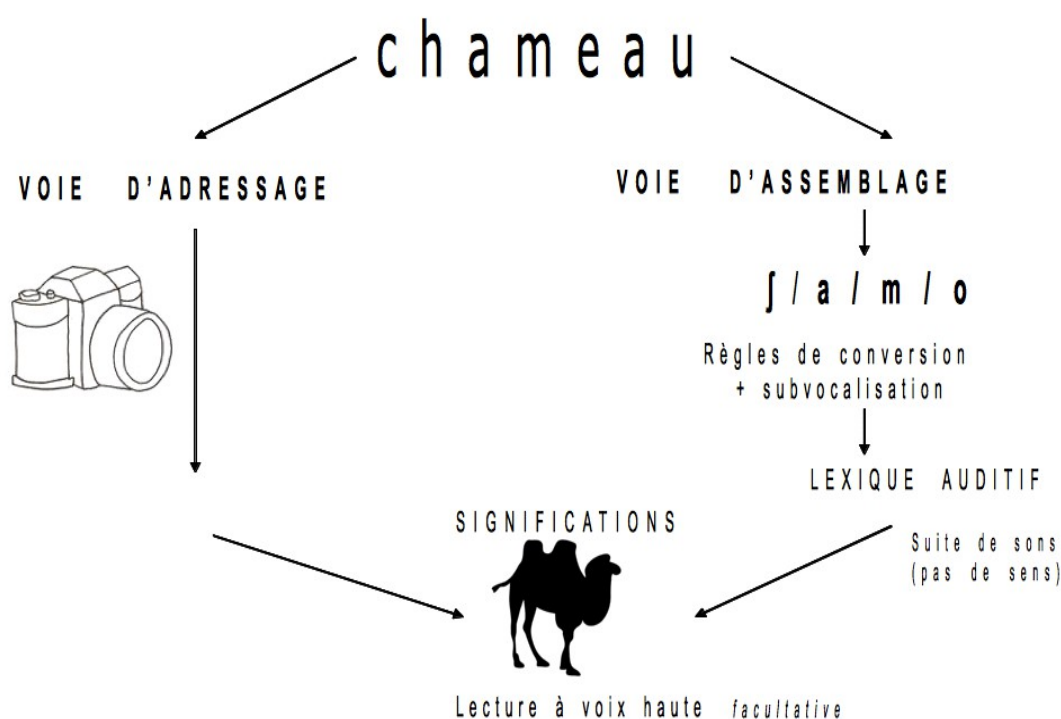 chameau
VOIE D'ADRESSAGE
VOIE D'ASSEMBLAGE
ʃ / a / m / o
Règles de conversion
+ subvocalisation
LEXIQUE AUDITIF
Suite de sons
(pas de sens)
SIGNIFICATIONS
Lecture à voix haute facultative